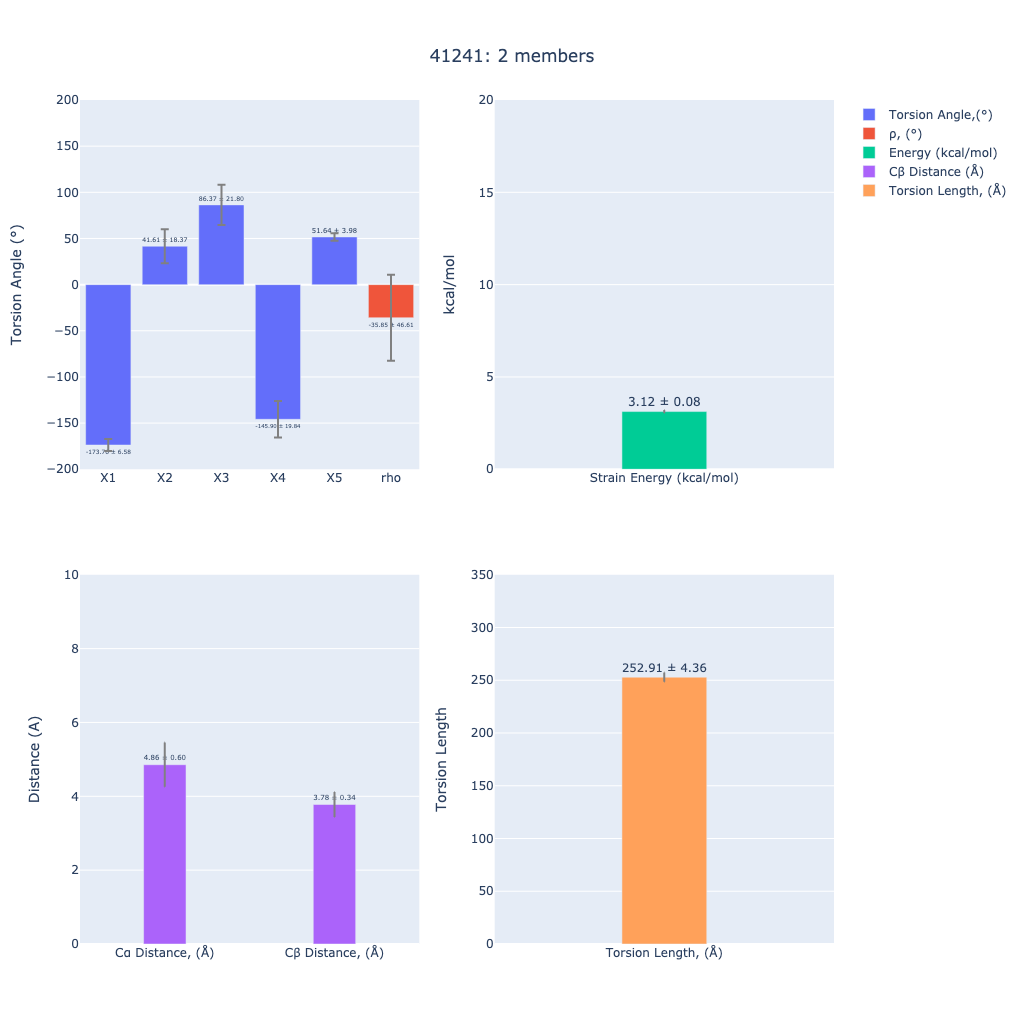 41241: 2 members
Torsion Angle (°)
200
150
100
50
0
−50
−100
−150
−200
86.37 ± 21.80
41.61 ± 18.37
51.64 ± 3.98
-35.85 ± 46.61
-145.90 ± 19.84
± 6.58
X1 X2 X3 X4 X5 rho
kcal/mol
20
15
10
5
0
3.12 ± 0.08
Strain Energy (kcal/mol)
Torsion Angle,(°)
ρ, (°)
Energy (kcal/mol)
Cβ Distance (Å)
Torsion Length, (Å)
Distance (A)
10
8
6
4
2
0
4.86 ± 0.60
3.78 ± 0.34
Cα Distance, (Å) Cβ Distance, (Å)
Torsion Length
350
300
250
200
150
100
50
0
252.91 ± 4.36
Torsion Length, (Å)